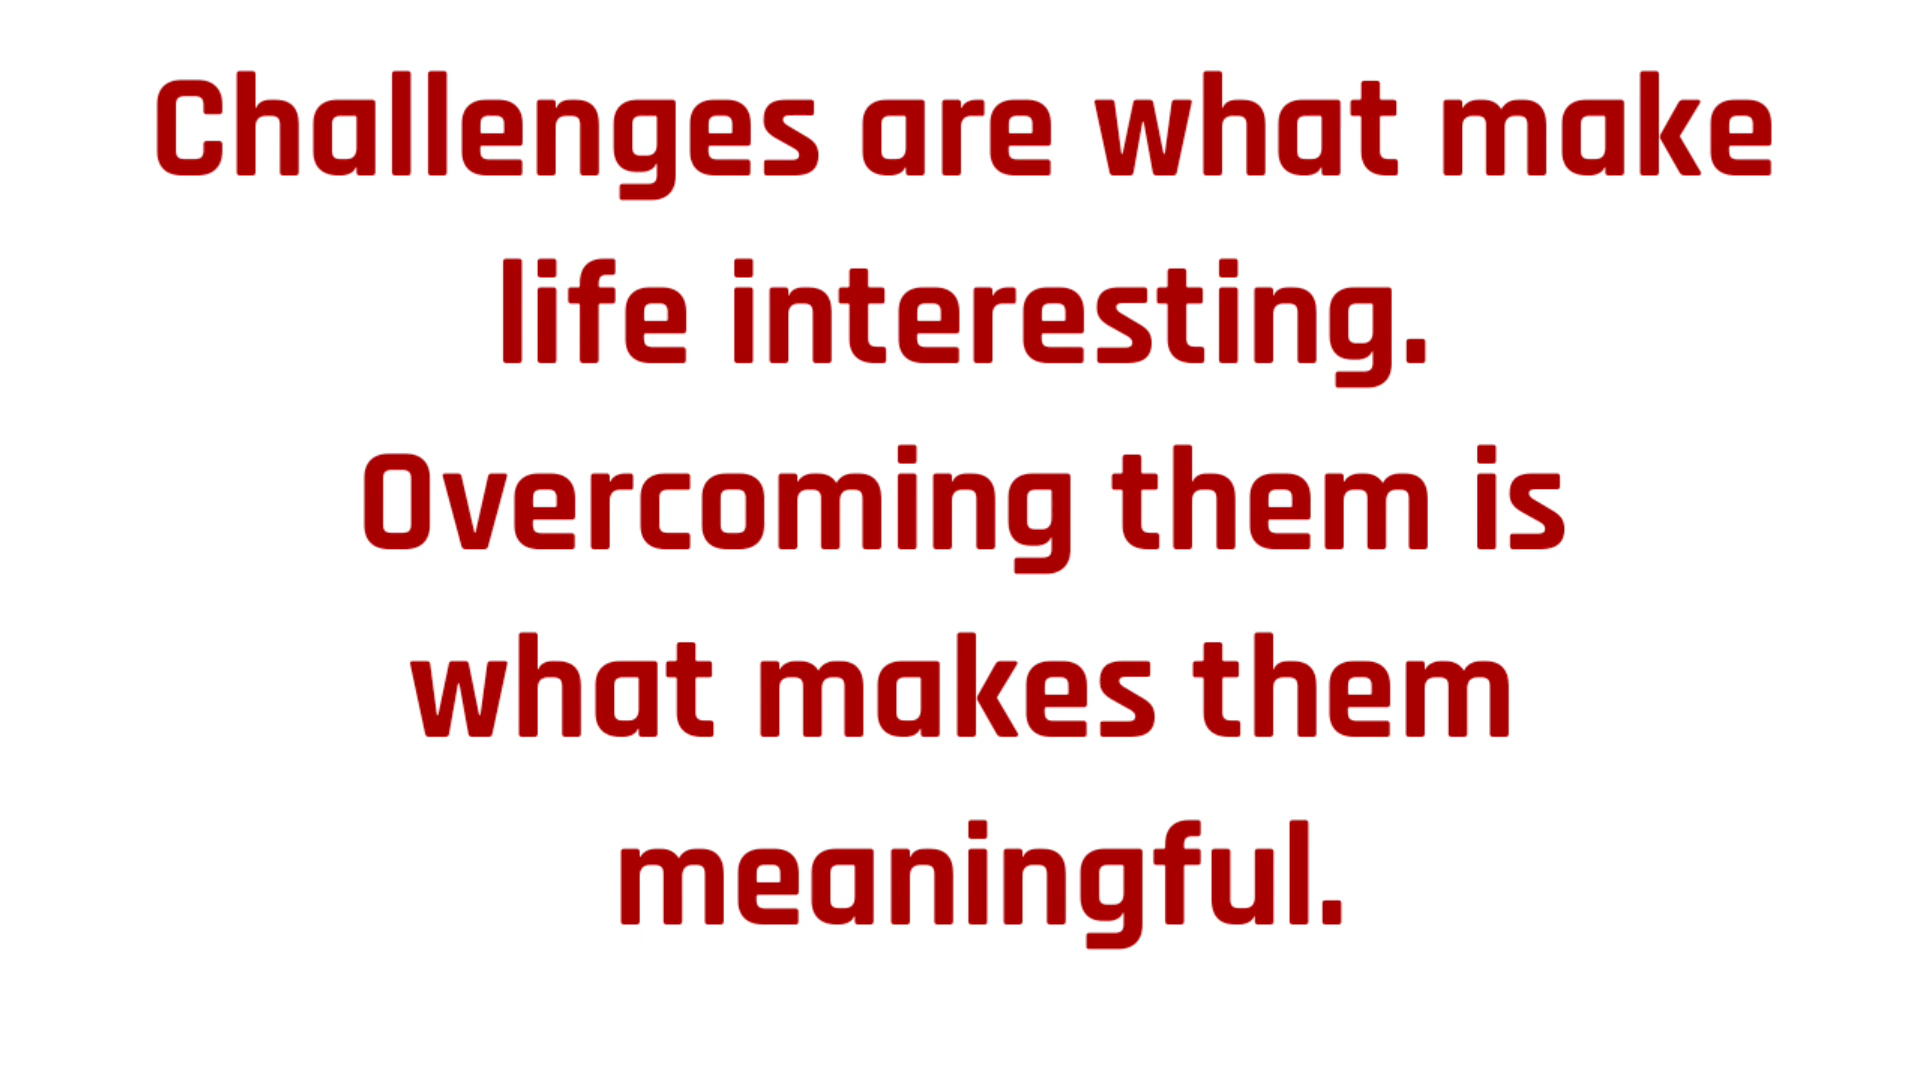 Challenges are what make
life interesting.
Overcoming them is
what makes them
meaningful.